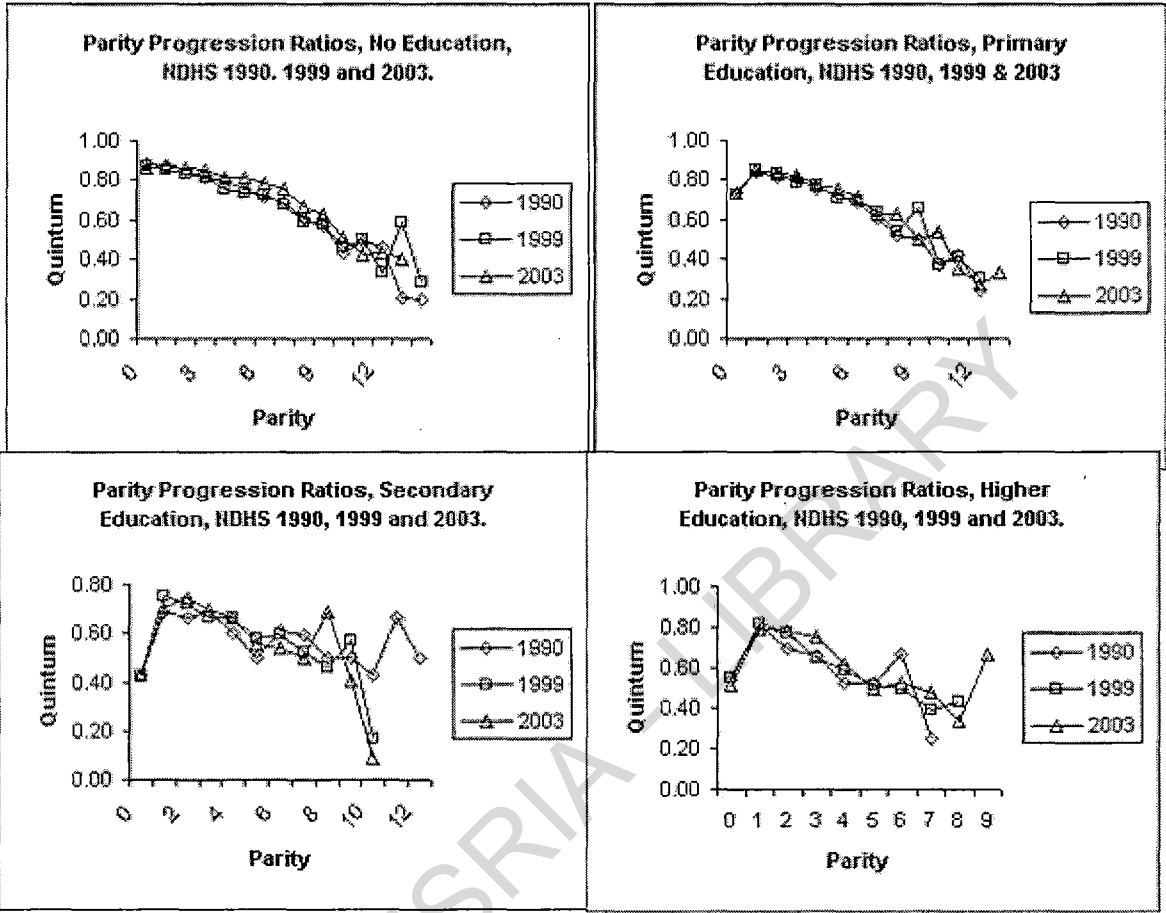 Parity Progression Ratios, No Education,
NDHS 1990. 1999 and 2003.
1.00
0.80
0.60
0.40
0.20
0.00
Quintum
0 3 6 9 12
Parity
1990
1999
2003
Parity Progression Ratios, Primary
Education, NDHS 1990, 1999 & 2003
1.00
0.80
0.60
0.40
0.20
0.00
Quintum
0 3 6 9 12
Parity
1990
1999
2003
Parity Progression Ratios, Secondary
Education, NDHS 1990, 1999 and 2003.
0.80
0.60
0.40
0.20
0.00
Quintum
0 2 4 6 8 10 12
Parity
1990
1999
2003
Parity Progression Ratios, Higher
Education, NDHS 1990, 1999 and 2003.
1.00
0.80
0.60
0.40
0.20
0.00
Quintum
0 1 2 3 4 5 6 7 8 9
Parity
1990
1999
2003
SRIA - LIBRARY